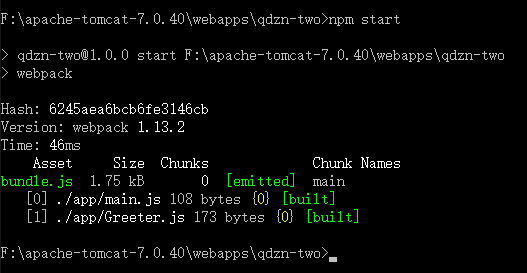 F:\apache-tomcat-7.0.40\webapps\qdzn-two>npm start
> qdzn-two@1.0.0 start F:\apache-tomcat-7.0.40\webapps\qdzn-two
> webpack
Hash: 6245aea6bcb6fe3146cb
Version: webpack 1.13.2
Time: 46ms
Asset Size Chunks Chunk Names
bundle.js 1.75 kB 0 [emitted] main
[0] ./app/main.js 108 bytes {0} [built]
[1] ./app/Greeter.js 173 bytes {0} [built]
F:\apache-tomcat-7.0.40\webapps\qdzn-two>